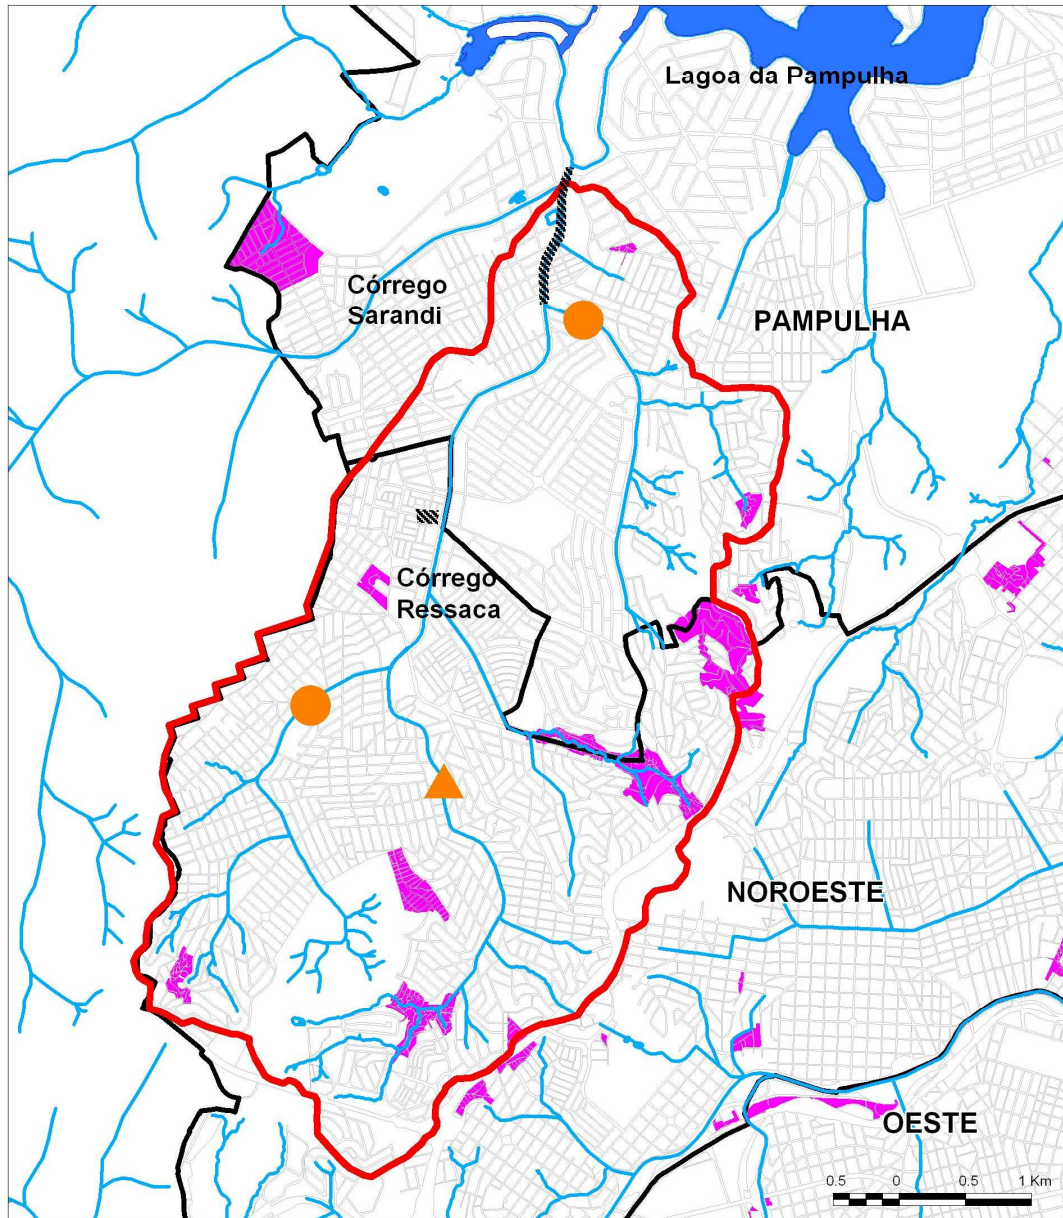 Lagoa da Pampulha
Córrego
Sarandi
PAMPULHA
Córrego
Ressaca
NOROESTE
OESTE
0.5 0 0.5 1 Km